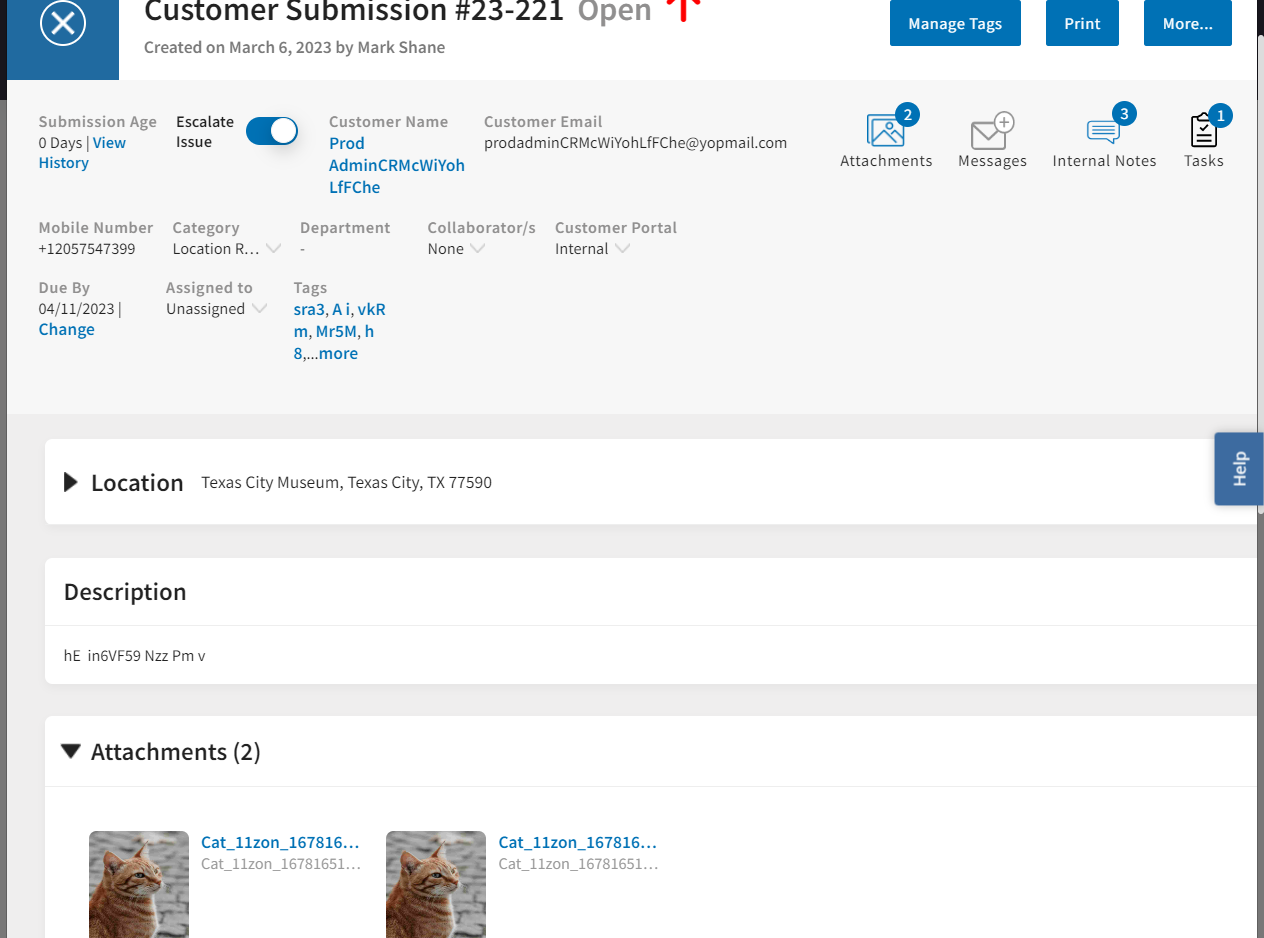 Customer Submission #23-221 Open
Created on March 6, 2023 by Mark Shane
Manage Tags
Print
More...
Submission Age
0 Days | View
History
Escalate
Issue
Customer Name
Prod
AdminCRMcWiYoh
LfFChe
Customer Email
prodadminCRMcWiYohLfFChe@yopmail.com
2
Attachments
Messages
3
Internal Notes
1
Tasks
Mobile Number
+12057547399
Category
Location R...
Department
-
Collaborator/s
None
Customer Portal
Internal
Due By
04/11/2023 |
Change
Assigned to
Unassigned
Tags
sra3, A i, vkR
m, Mr5M, h
8,...more
Help
Location Texas City Museum, Texas City, TX 77590
Description
hE in6VF59 Nzz Pm v
Attachments (2)
Cat_11zon_167816...
Cat_11zon_16781651...
Cat_11zon_167816...
Cat_11zon_16781651...